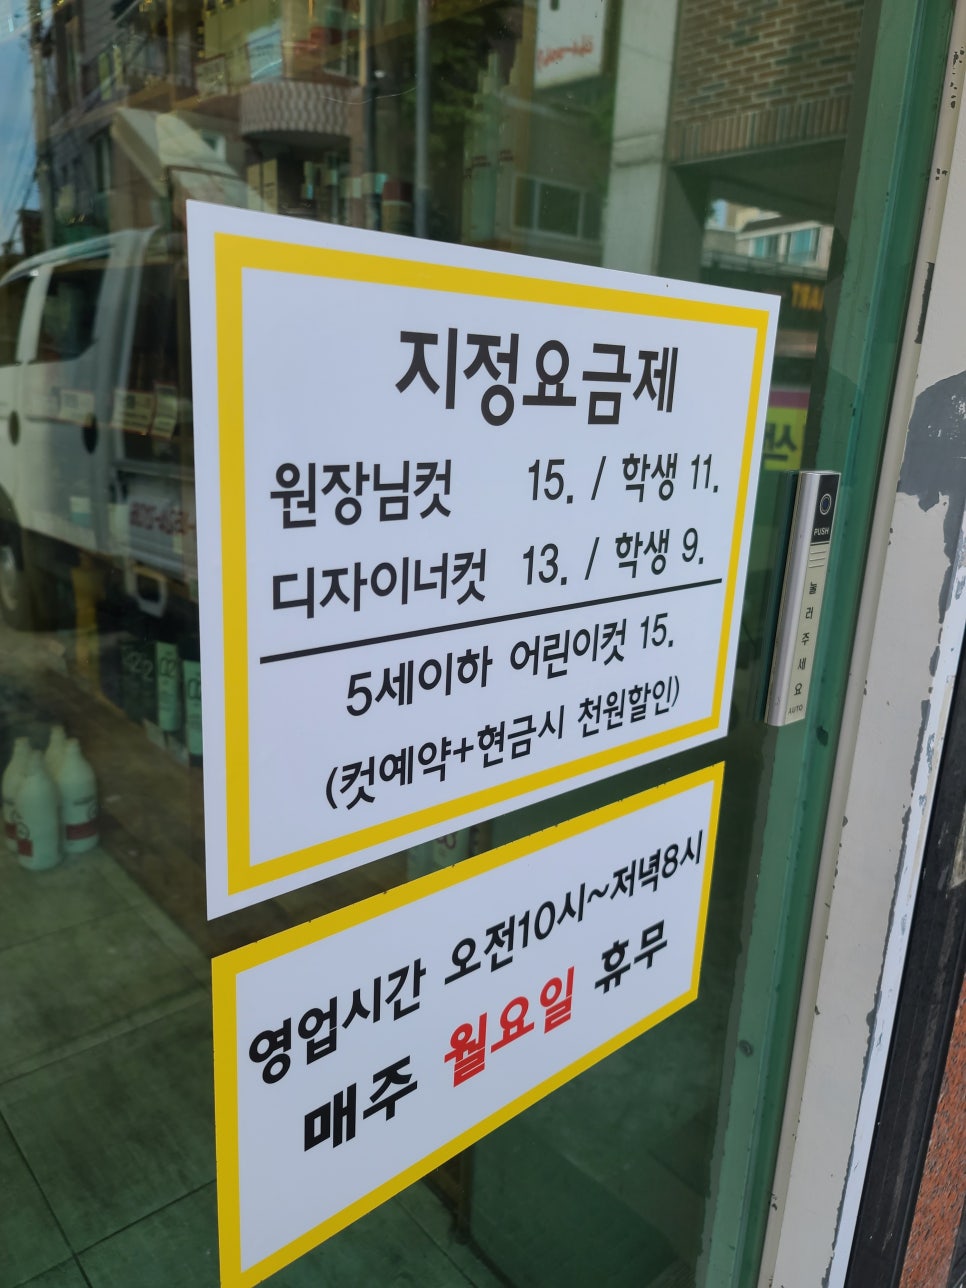 지정요금제
원장님컷 15. / 학생 11.
디자이너컷 13. / 학생 9.
5세이하 어린이컷 15.
(컷예약+현금시 천원할인)
영업시간 오전10시~저녁8시
매주 월요일 휴무
PUSH
눌러주세요
AUTO